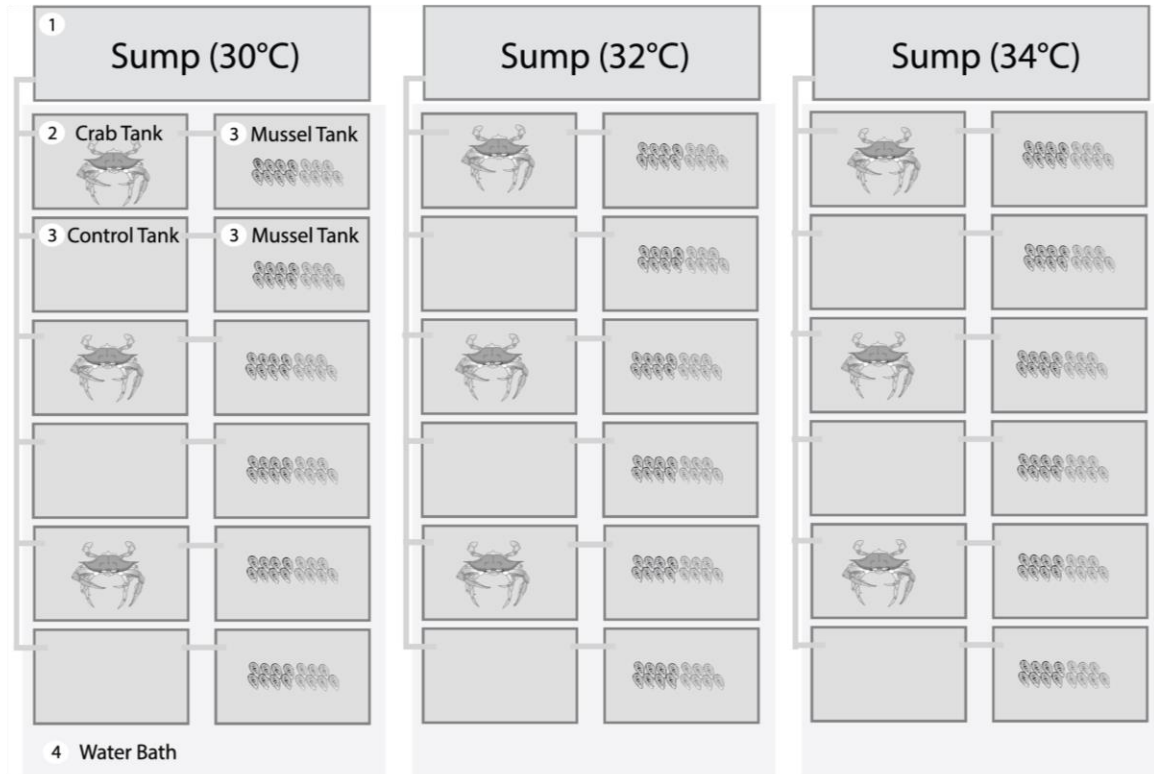 1
Sump (30°C)
Sump (32°C)
Sump (34°C)
2 Crab Tank
3 Mussel Tank
3 Control Tank
3 Mussel Tank
4 Water Bath